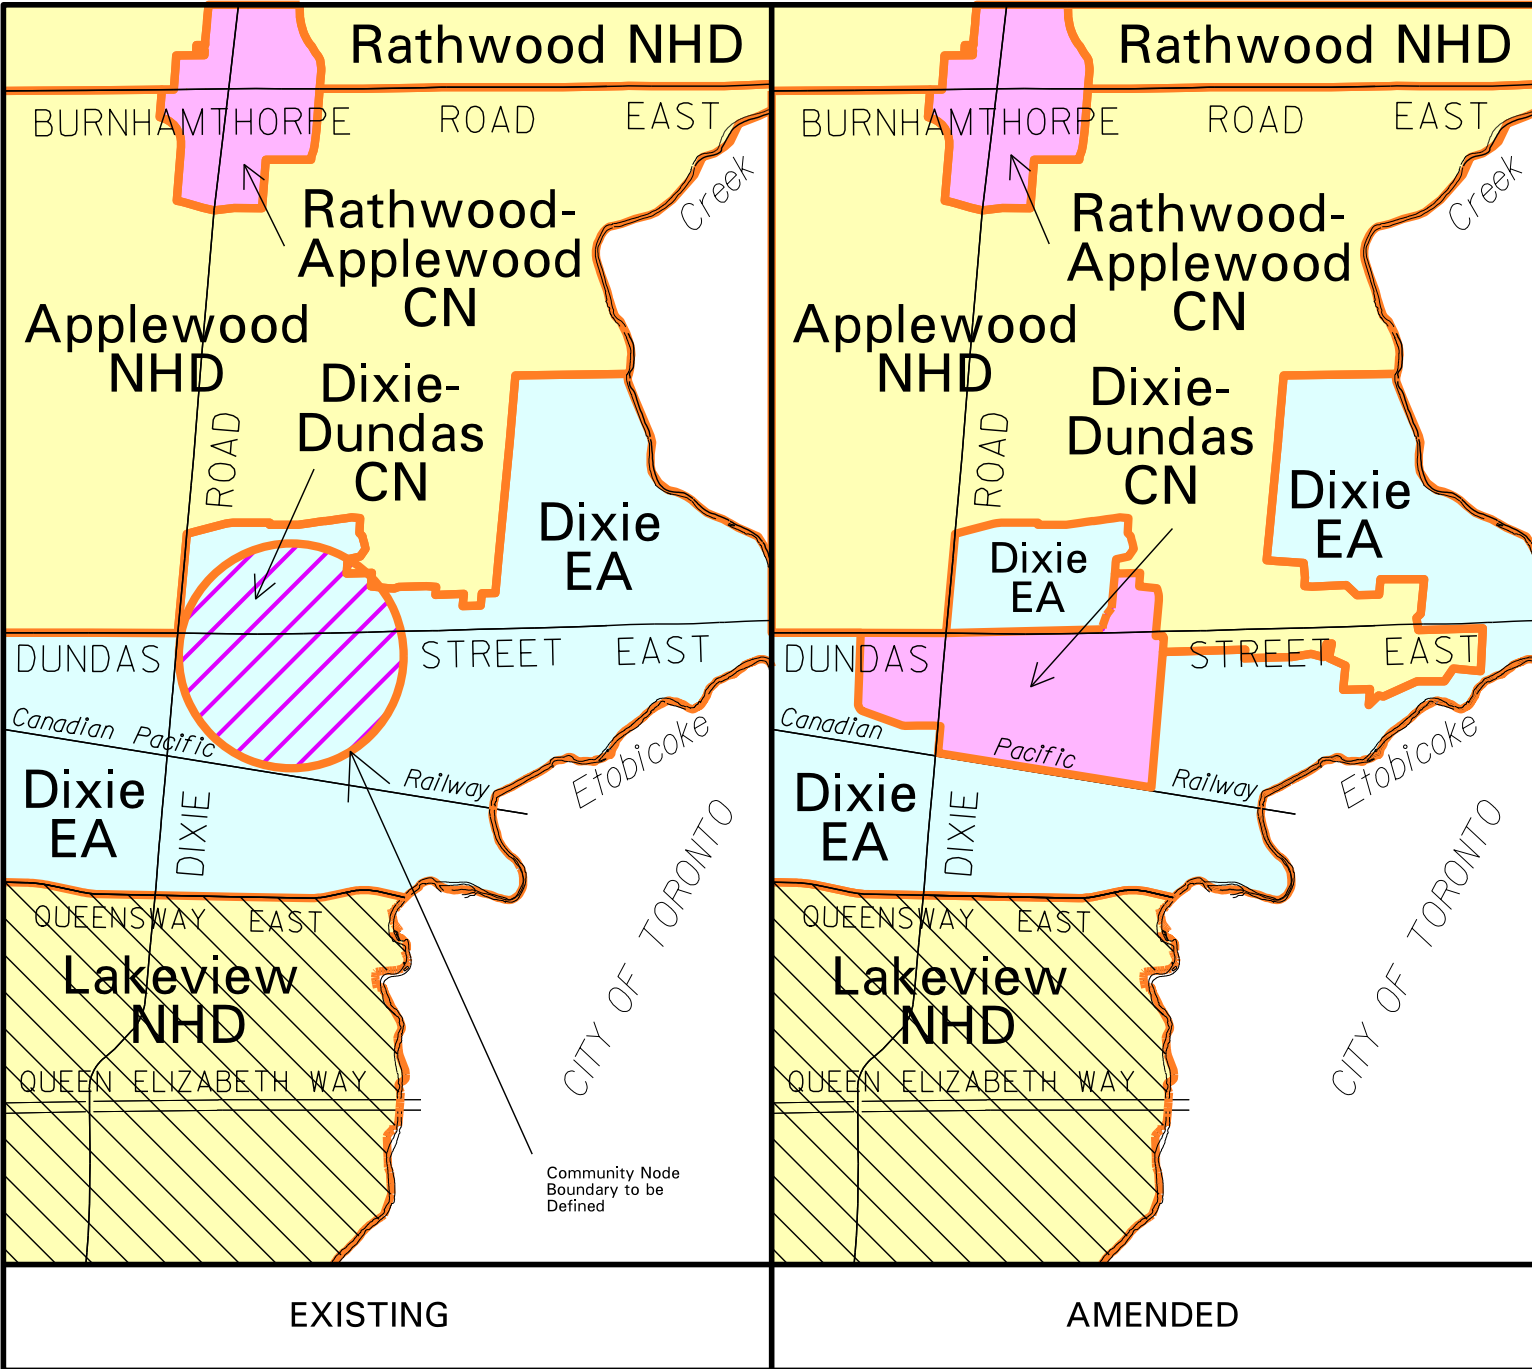 Rathwood NHD
BURNHAMTHORPE ROAD EAST
Creek
Rathwood-
Applewood
CN
Applewood
NHD
Dixie-
Dundas
CN
ROAD
Dixie
EA
DUNDAS STREET EAST
Canadian Pacific Railway
Etobicoke
Dixie
EA
DIXIE
CITY OF TORONTO
QUEENSWAY EAST
Lakeview
NHD
QUEEN ELIZABETH WAY
Community Node
Boundary to be
Defined
EXISTING
Rathwood NHD
BURNHAMTHORPE ROAD EAST
Creek
Rathwood-
Applewood
CN
Applewood
NHD
Dixie-
Dundas
CN
ROAD
Dixie
EA
Dixie
EA
DUNDAS STREET EAST
Canadian Pacific Railway
Etobicoke
Dixie
EA
DIXIE
CITY OF TORONTO
QUEENSWAY EAST
Lakeview
NHD
QUEEN ELIZABETH WAY
AMENDED